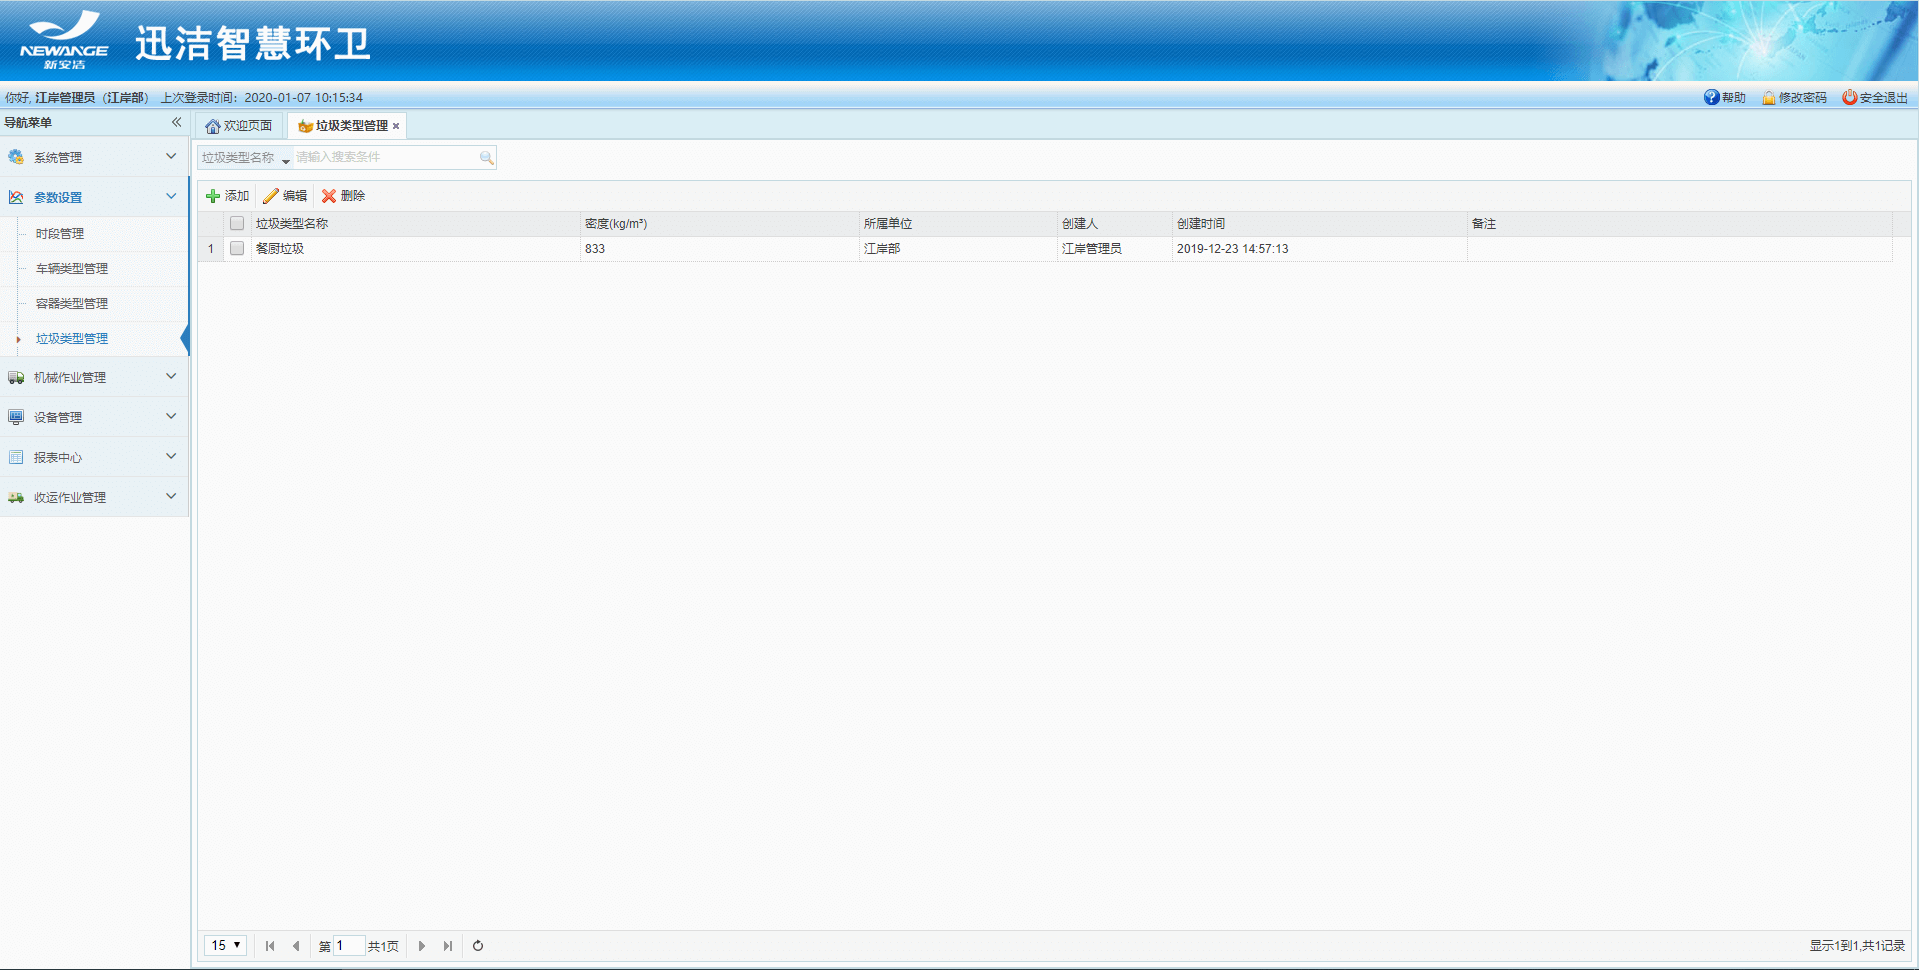 NEWANGE
新安洁
迅洁智慧环卫
你好, 江岸管理员（江岸部） 上次登录时间：2020-01-07 10:15:34
帮助 修改密码 安全退出
导航菜单
欢迎页面 垃圾类型管理
系统管理
参数设置
时段管理
车辆类型管理
容器类型管理
垃圾类型管理
机械作业管理
设备管理
报表中心
收运作业管理
垃圾类型名称 请输入搜索条件
添加 编辑 删除
垃圾类型名称 密度(kg/m³) 所属单位 创建人 创建时间 备注
1 餐厨垃圾 833 江岸部 江岸管理员 2019-12-23 14:57:13
15 第 1 共1页
显示1到1,共1记录